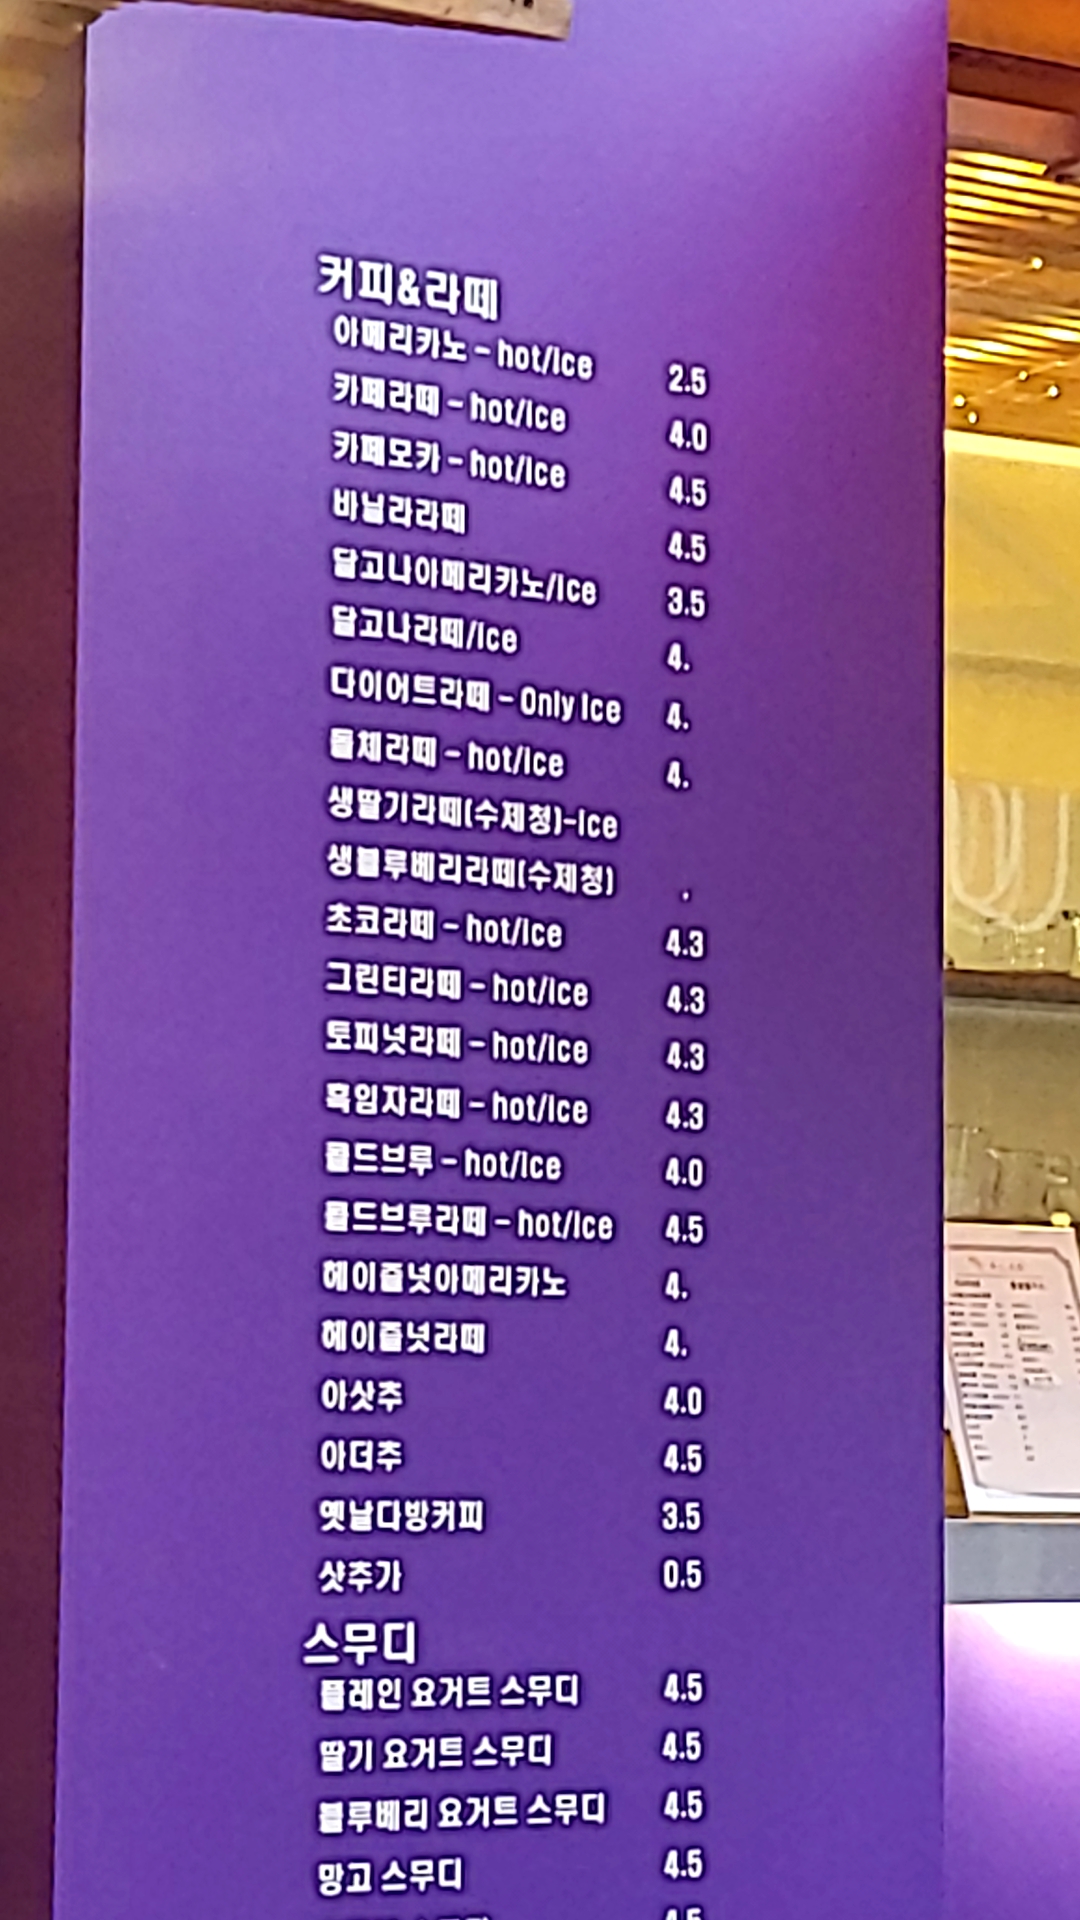 커피&라떼
아메리카노 - hot/ice 2.5
카페라떼 - hot/ice 4.0
카페모카 - hot/ice 4.5
바닐라라떼 4.5
달고나아메리카노/ice 3.5
달고나라떼/ice 4.
다이어트라떼 - Only ice 4.
돌체라떼 - hot/ice 4.
생딸기라떼(수제청)-ice
생블루베리라떼(수제청) .
초코라떼 - hot/ice 4.3
그린티라떼 - hot/ice 4.3
토피넛라떼 - hot/ice 4.3
흑임자라떼 - hot/ice 4.3
콜드브루 - hot/ice 4.0
콜드브루라떼 - hot/ice 4.5
헤이즐넛아메리카노 4.
헤이즐넛라떼 4.
아샷추 4.0
아더추 4.5
옛날다방커피 3.5
샷추가 0.5
스무디
플레인 요거트 스무디 4.5
딸기 요거트 스무디 4.5
블루베리 요거트 스무디 4.5
망고 스무디 4.5